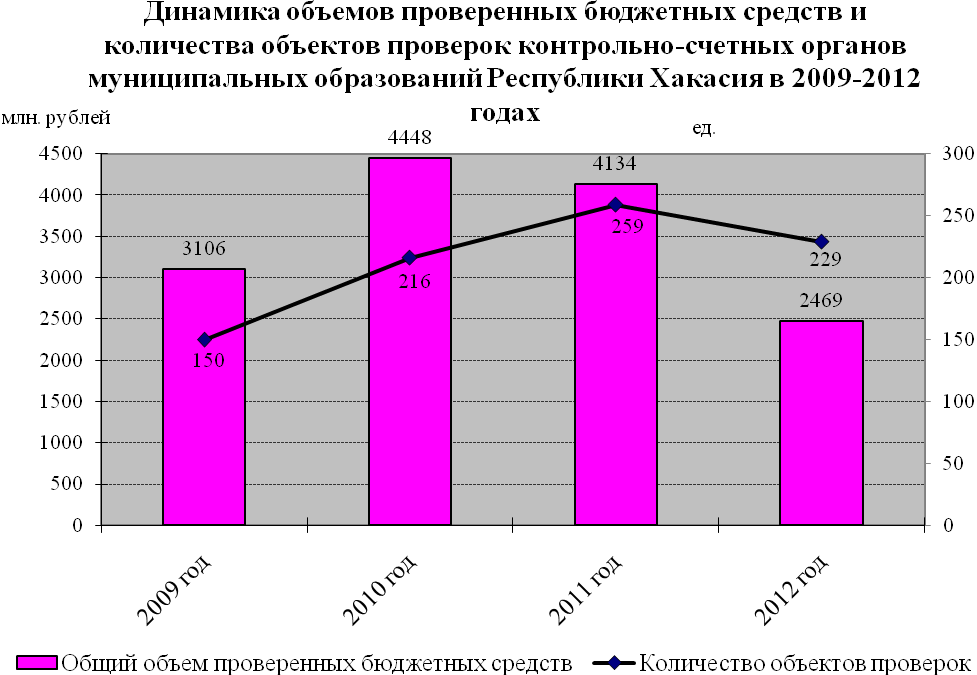 Динамика объемов проверенных бюджетных средств и
количества объектов проверок контрольно-счетных органов
муниципальных образований Республики Хакасия в 2009-2012
годах
млн. рублей
ед.
4500
4000
3500
3000
2500
2000
1500
1000
500
0
3106
4448
4134
2469
150
216
259
229
300
250
200
150
100
50
0
2009 год
2010 год
2011 год
2012 год
Общий объем проверенных бюджетных средств
Количество объектов проверок